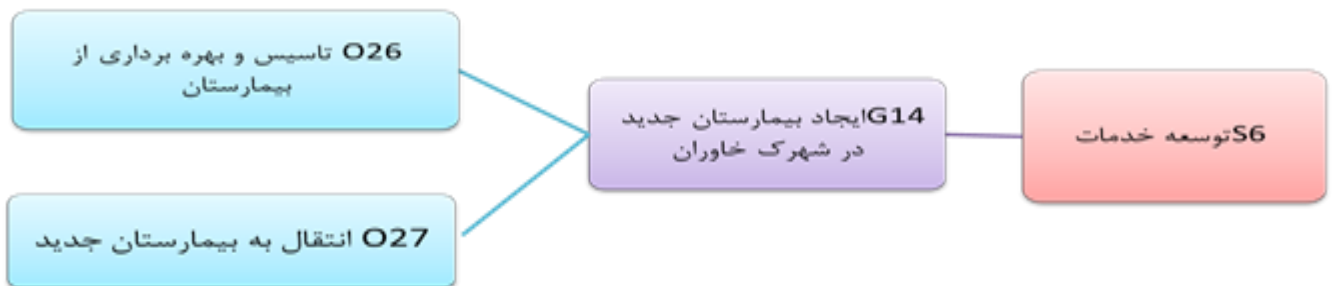 S6توسعه خدمات
G14ایجاد بیمارستان جدید
در شهرک خاوران
O26 تاسیس و بهره برداری از
بیمارستان
O27 انتقال به بیمارستان جدید